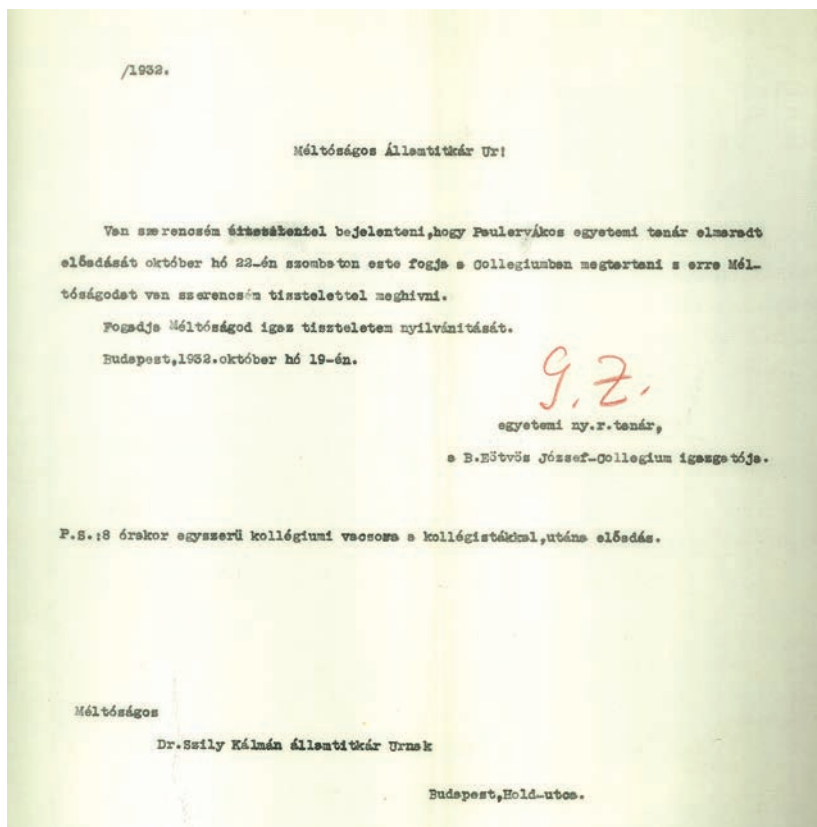 /1932.
Méltóságos Államtitkár Ur!
Van szerencsém bejelenteni,hogy Pauler Ákos egyetemi tanár elmaradt
előadását október hó 22-én szombaton este fogja a Collegiumban megtartani s erre Mél-
tóságodat van szerencsém tisztelettel meghivni.
Fogadja Méltóságod igaz tiszteletem nyilvánitását.
Budapest,1932.október hó 19-én.
G.Z.
egyetemi ny.r.tanár,
a B.Eötvös József-Collegium igazgatója.
P.S.:8 órakor egyszerü kollégiumi vacsora a kollégistákkal,utána előadás.
Méltóságos
Dr.Szily Kálmán államtitkár Urnak
Budapest,Hold-utca.